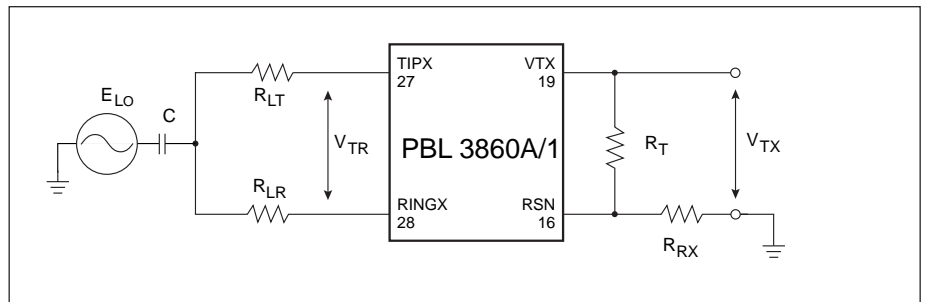 TIPX
27
VTX
19
R_LT
E_LO
C
V_TR
PBL 3860A/1
R_T
V_TX
R_LR
RINGX
28
RSN
16
R_RX